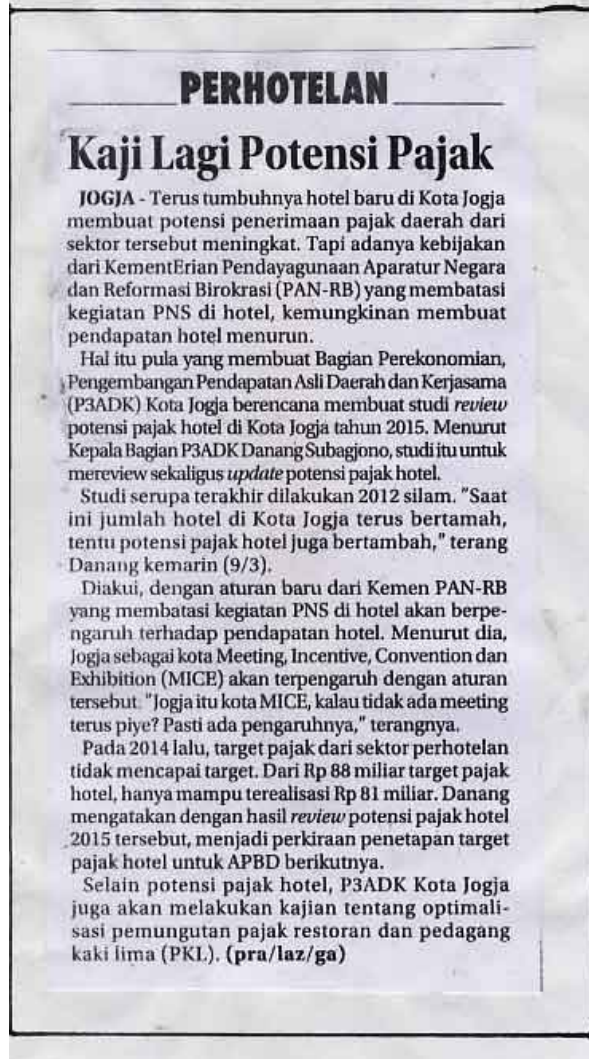 PERHOTELAN
Kaji Lagi Potensi Pajak
JOGJA - Terus tumbuhnya hotel baru di Kota Jogja
membuat potensi penerimaan pajak daerah dari
sektor tersebut meningkat. Tapi adanya kebijakan
dari KementErian Pendayagunaan Aparatur Negara
dan Reformasi Birokrasi (PAN-RB) yang membatasi
kegiatan PNS di hotel, kemungkinan membuat
pendapatan hotel menurun.
Hal itu pula yang membuat Bagian Perekonomian,
Pengembangan Pendapatan Asli Daerah dan Kerjasama
(P3ADK) Kota Jogja berencana membuat studi review
potensi pajak hotel di Kota Jogja tahun 2015. Menurut
Kepala Bagian P3ADK Danang Subagjono, studi itu untuk
mereview sekaligus update potensi pajak hotel.
Studi serupa terakhir dilakukan 2012 silam. "Saat
ini jumlah hotel di Kota Jogja terus bertamah,
tentu potensi pajak hotel juga bertambah," terang
Danang kemarin (9/3).
Diakui, dengan aturan baru dari Kemen PAN-RB
yang membatasi kegiatan PNS di hotel akan berpe-
ngaruh terhadap pendapatan hotel. Menurut dia,
Jogja sebagai kota Meeting, Incentive, Convention dan
Exhibition (MICE) akan terpengaruh dengan aturan
tersebut. "Jogja itu kota MICE, kalau tidak ada meeting
terus piye? Pasti ada pengaruhnya," terangnya.
Pada 2014 lalu, target pajak dari sektor perhotelan
tidak mencapai target. Dari Rp 88 miliar target pajak
hotel, hanya mampu terealisasi Rp 81 miliar. Danang
mengatakan dengan hasil review potensi pajak hotel
2015 tersebut, menjadi perkiraan penetapan target
pajak hotel untuk APBD berikutnya.
Selain potensi pajak hotel, P3ADK Kota Jogja
juga akan melakukan kajian tentang optimali-
sasi pemungutan pajak restoran dan pedagang
kaki lima (PKL). (pra/laz/ga)